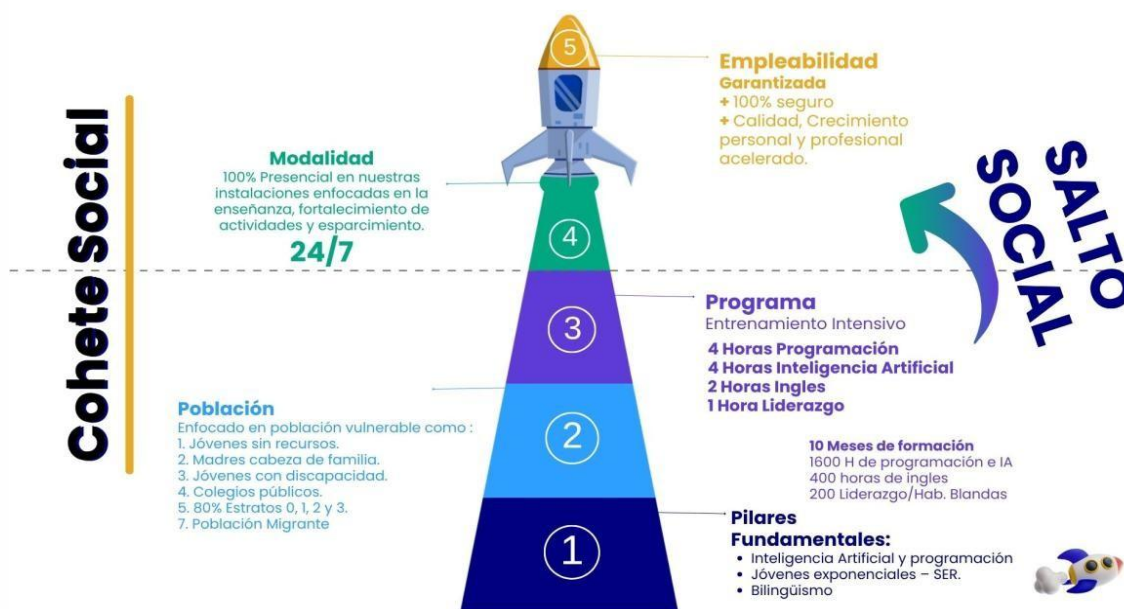 Cohete Social
5
Empleabilidad
Garantizada
+ 100% seguro
+ Calidad, Crecimiento
personal y profesional
acelerado.
Modalidad
100% Presencial en nuestras
instalaciones enfocadas en la
enseñanza, fortalecimiento de
actividades y esparcimiento.
24/7
4
SALTO
SOCIAL
3
Programa
Entrenamiento Intensivo
4 Horas Programación
4 Horas Inteligencia Artificial
2 Horas Ingles
1 Hora Liderazgo
Población
Enfocado en población vulnerable como :
1. Jóvenes sin recursos.
2. Madres cabeza de familia.
3. Jóvenes con discapacidad.
4. Colegios públicos.
5. 80% Estratos 0, 1, 2 y 3.
7. Población Migrante
2
10 Meses de formación
1600 H de programación e IA
400 horas de ingles
200 Liderazgo/Hab. Blandas
1
Pilares
Fundamentales:
• Inteligencia Artificial y programación
• Jóvenes exponenciales – SER.
• Bilingüismo